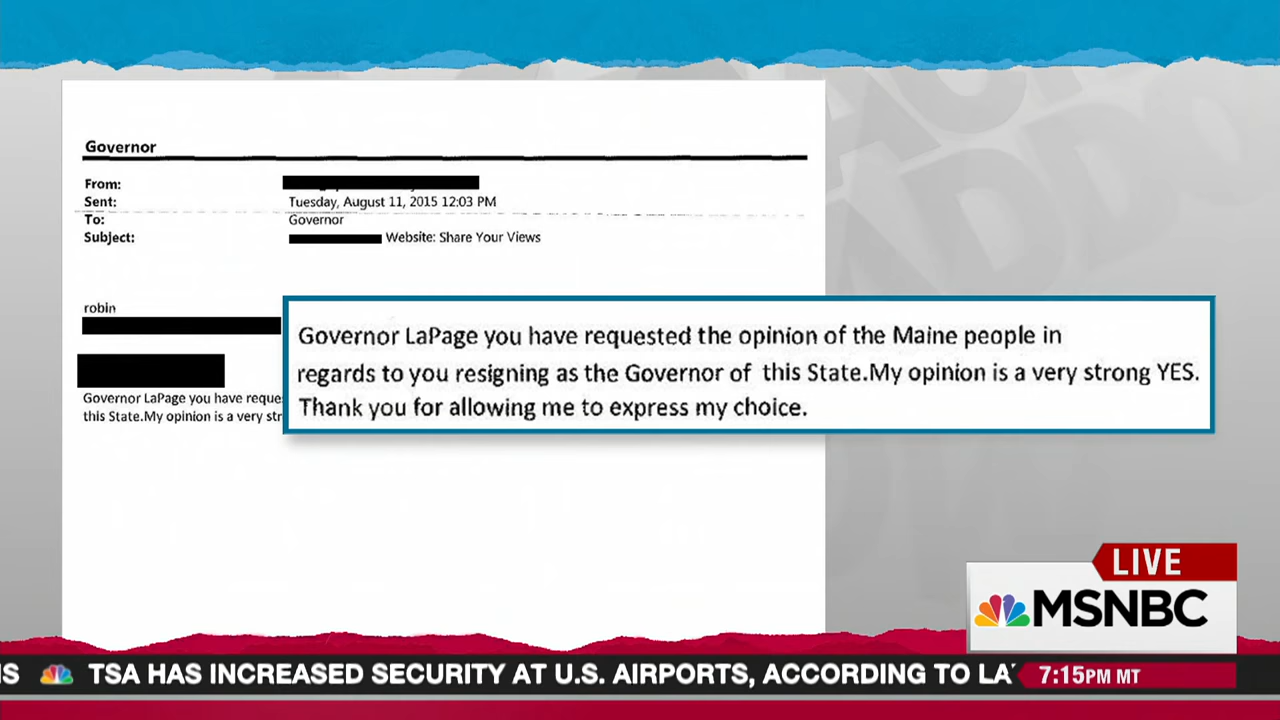 Governor
From:
Sent: Tuesday, August 11, 2015 12:03 PM
To: Governor
Subject: Website: Share Your Views
robin
Governor LaPage you have reques
this State.My opinion is a very str
Governor LaPage you have requested the opinion of the Maine people in
regards to you resigning as the Governor of this State.My opinion is a very strong YES.
Thank you for allowing me to express my choice.
LIVE
MSNBC
IS TSA HAS INCREASED SECURITY AT U.S. AIRPORTS, ACCORDING TO LA 7:15PM MT